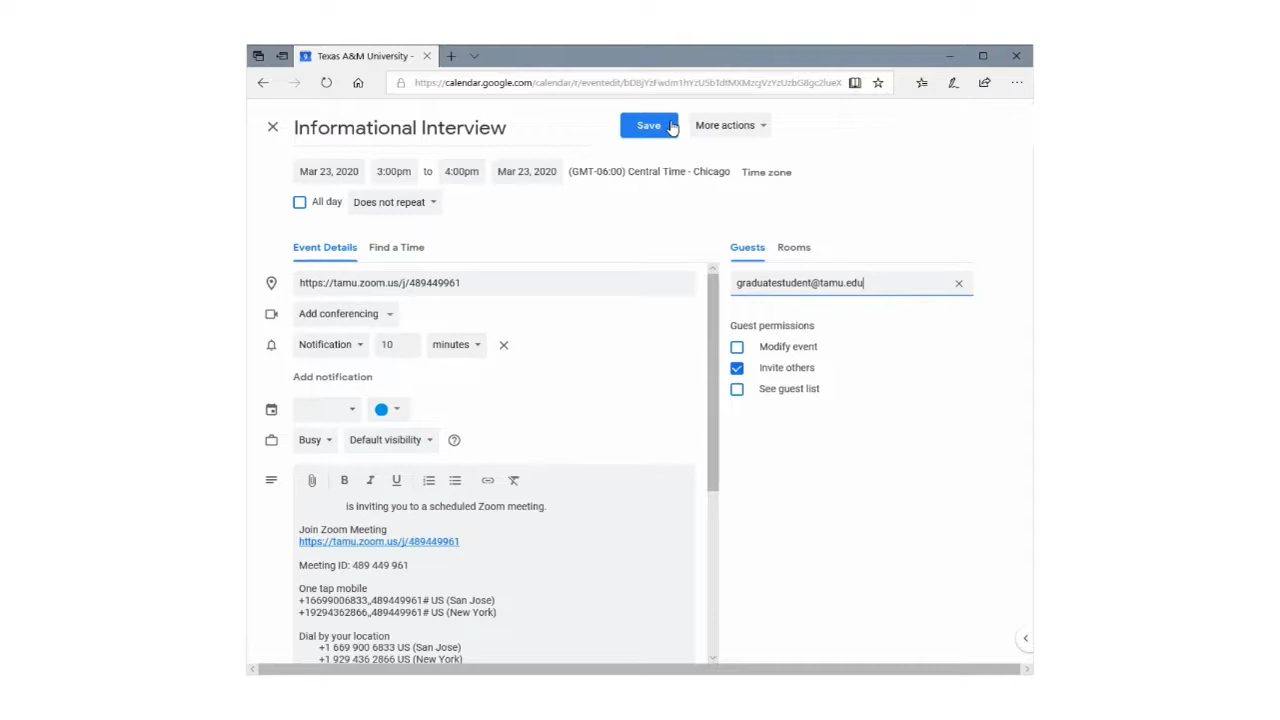 Texas A&M University -
https://calendar.google.com/calendar/r/eventedit/
Informational Interview
Save
More actions
Mar 23, 2020
3:00pm
to
4:00pm
Mar 23, 2020
(GMT-06:00) Central Time - Chicago
Time zone
All day
Does not repeat
Event Details
Find a Time
Guests
Rooms
https://tamu.zoom.us/j/489449961
graduatestudent@tamu.edu
Add conferencing
Guest permissions
Notification
10
minutes
Modify event
Invite others
Add notification
See guest list
Busy
Default visibility
B
I
U
is inviting you to a scheduled Zoom meeting.
Join Zoom Meeting
https://tamu.zoom.us/j/489449961
Meeting ID: 489 449 961
One tap mobile
+16699006833,,489449961# US (San Jose)
+19294362866,,489449961# US (New York)
Dial by your location
+1 669 900 6833 US (San Jose)
+1 929 436 2866 US (New York)